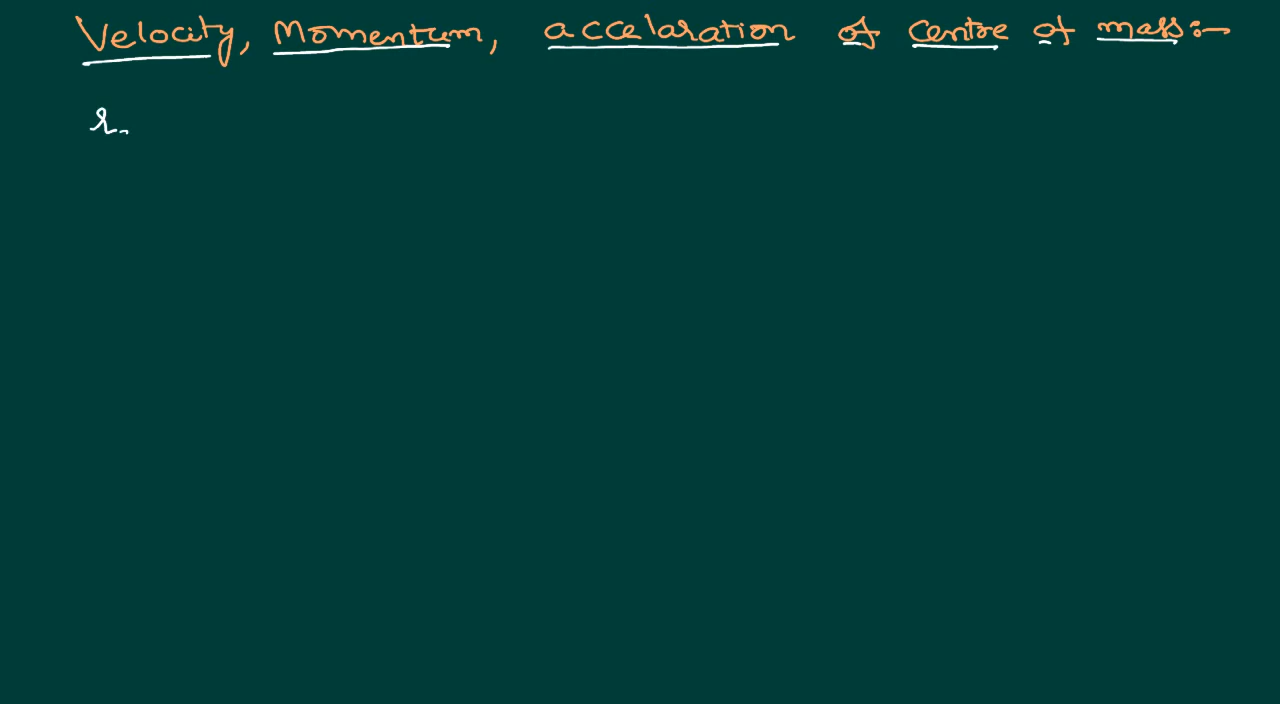 Velocity, Momentum, accelaration of centre of mass:-
r